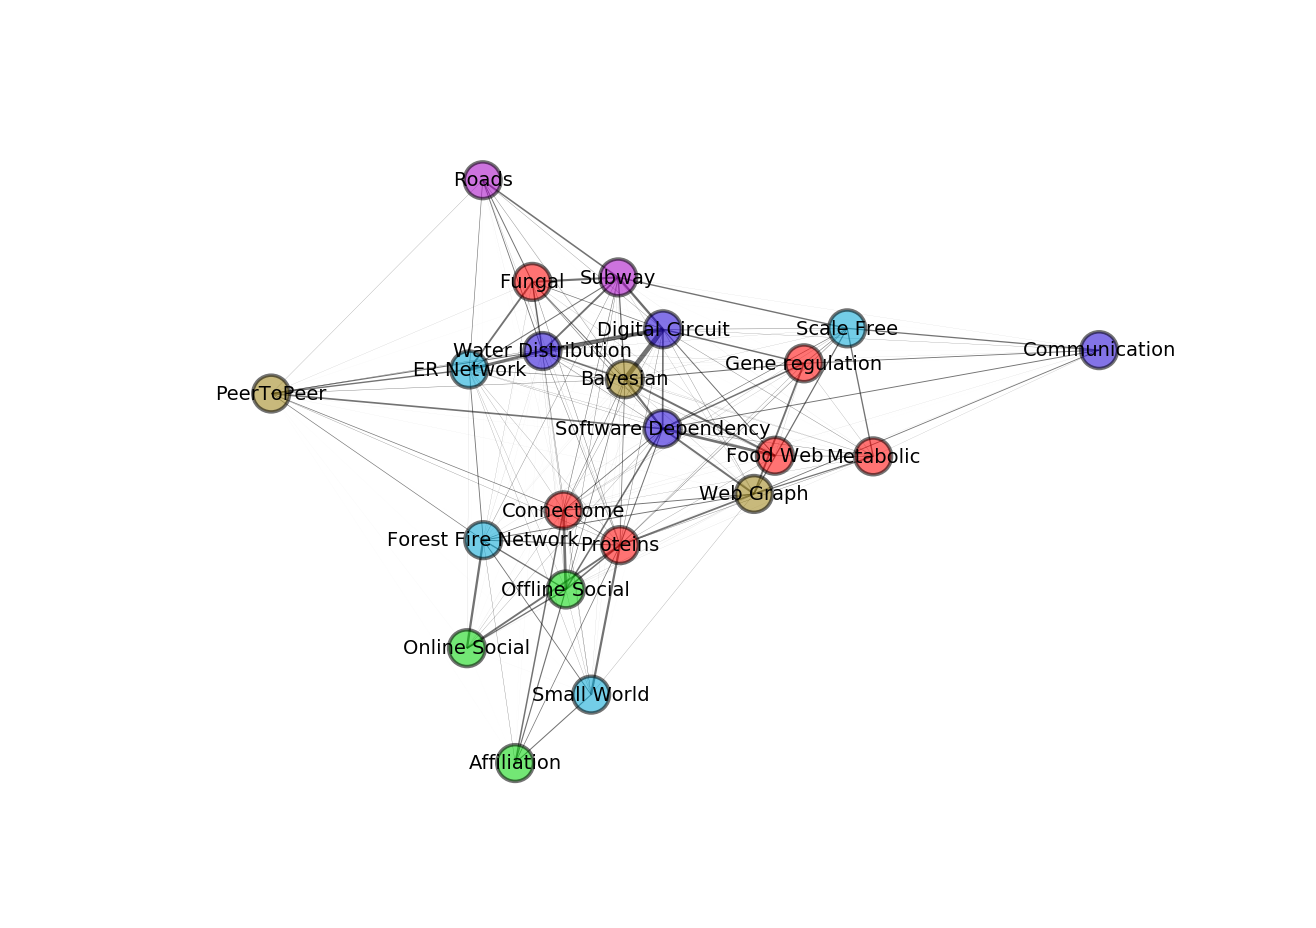 Roads
Fungal
Subway
Digital Circuit
Scale Free
Water Distribution
Communication
ER Network
Gene regulation
Bayesian
PeerToPeer
Software Dependency
Food Web
Metabolic
Web Graph
Connectome
Forest Fire Network
Proteins
Offline Social
Online Social
Small World
Affiliation